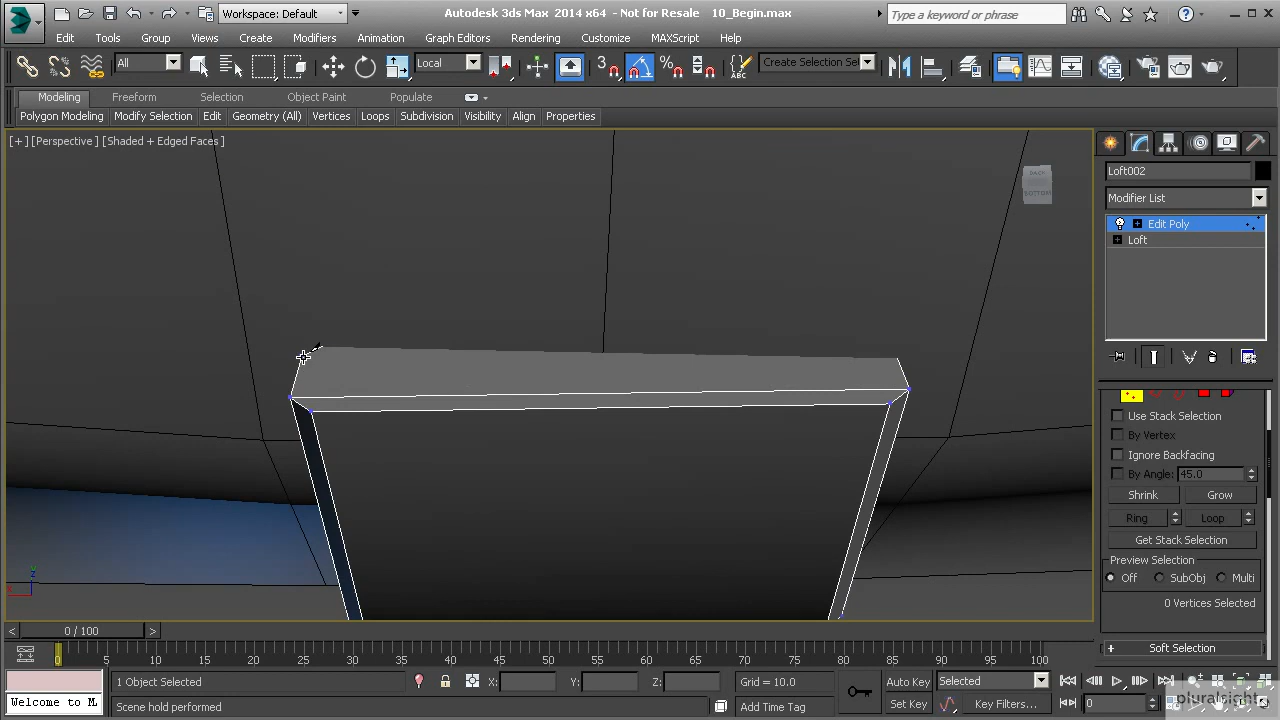 Workspace: Default
Autodesk 3ds Max 2014 x64 - Not for Resale 10_Begin.max
Type a keyword or phrase
Edit Tools Group Views Create Modifiers Animation Graph Editors Rendering Customize MAXScript Help
All Local 3 Create Selection Se
Modeling Freeform Selection Object Paint Populate
Polygon Modeling Modify Selection Edit Geometry (All) Vertices Loops Subdivision Visibility Align Properties
[+] [Perspective] [Shaded + Edged Faces]
BACK
BOTTOM
Loft002
Modifier List
Edit Poly
Loft
Use Stack Selection
By Vertex
Ignore Backfacing
By Angle: 45.0
Shrink Grow
Ring Loop
Get Stack Selection
Preview Selection
Off SubObj Multi
0 Vertices Selected
Soft Selection
z
x
< 0 / 100 >
0 5 10 15 20 25 30 35 40 45 50 55 60 65 70 75 80 85 90 95 100
1 Object Selected X: Y: Z: Grid = 10.0 Auto Key Selected
Welcome to M. Scene hold performed Add Time Tag Set Key Key Filters... 0
pluralsight